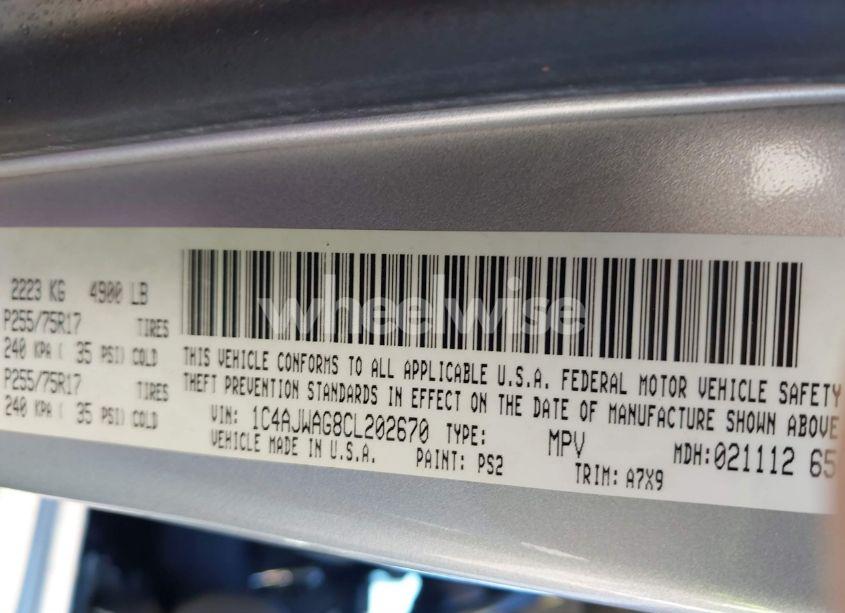 2223 KG 4900 LB
P255/75R17 TIRES
240 KPA ( 35 PSI) COLD
P255/75R17 TIRES
240 KPA ( 35 PSI) COLD
wheelwise
THIS VEHICLE CONFORMS TO ALL APPLICABLE U.S.A. FEDERAL MOTOR VEHICLE SAFETY
THEFT PREVENTION STANDARDS IN EFFECT ON THE DATE OF MANUFACTURE SHOWN ABOVE
VIN: 1C4AJWAG8CL202670 TYPE: MPV MDH:021112 65
VEHICLE MADE IN U.S.A. PAINT: PS2 TRIM: A7X9